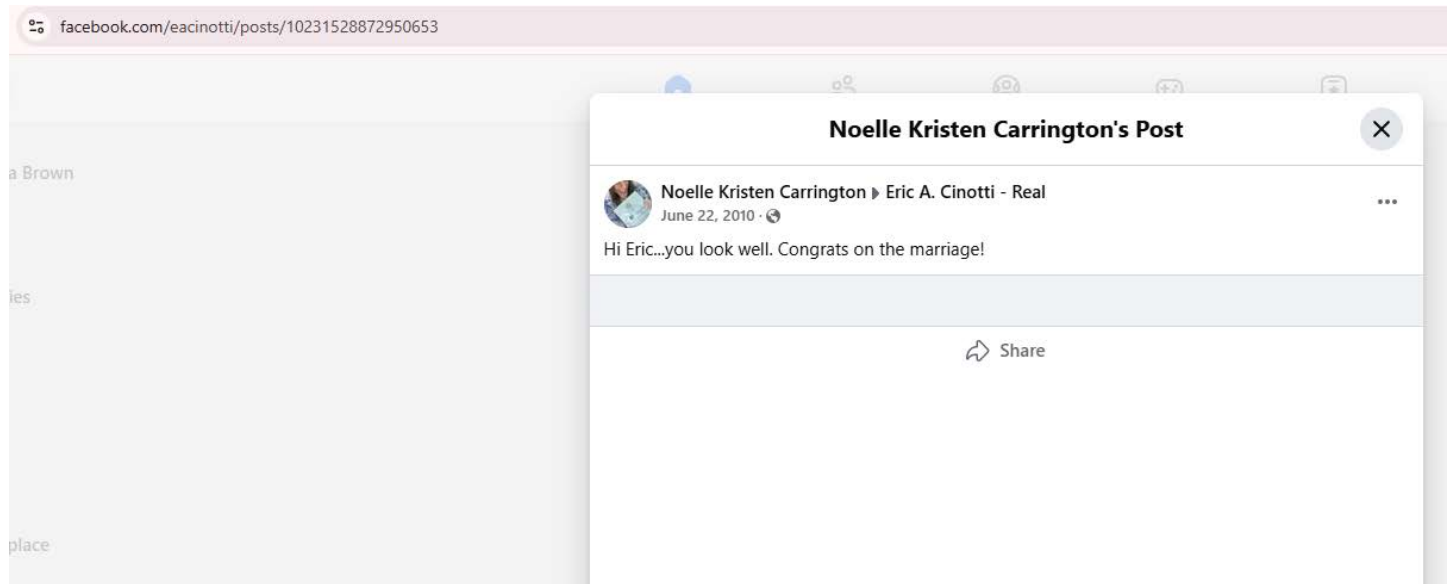 facebook.com/eacinotti/posts/10231528872950653
Noelle Kristen Carrington's Post
a Brown
Noelle Kristen Carrington ▸ Eric A. Cinotti - Real
June 22, 2010 ·
Hi Eric...you look well. Congrats on the marriage!
ies
Share
place